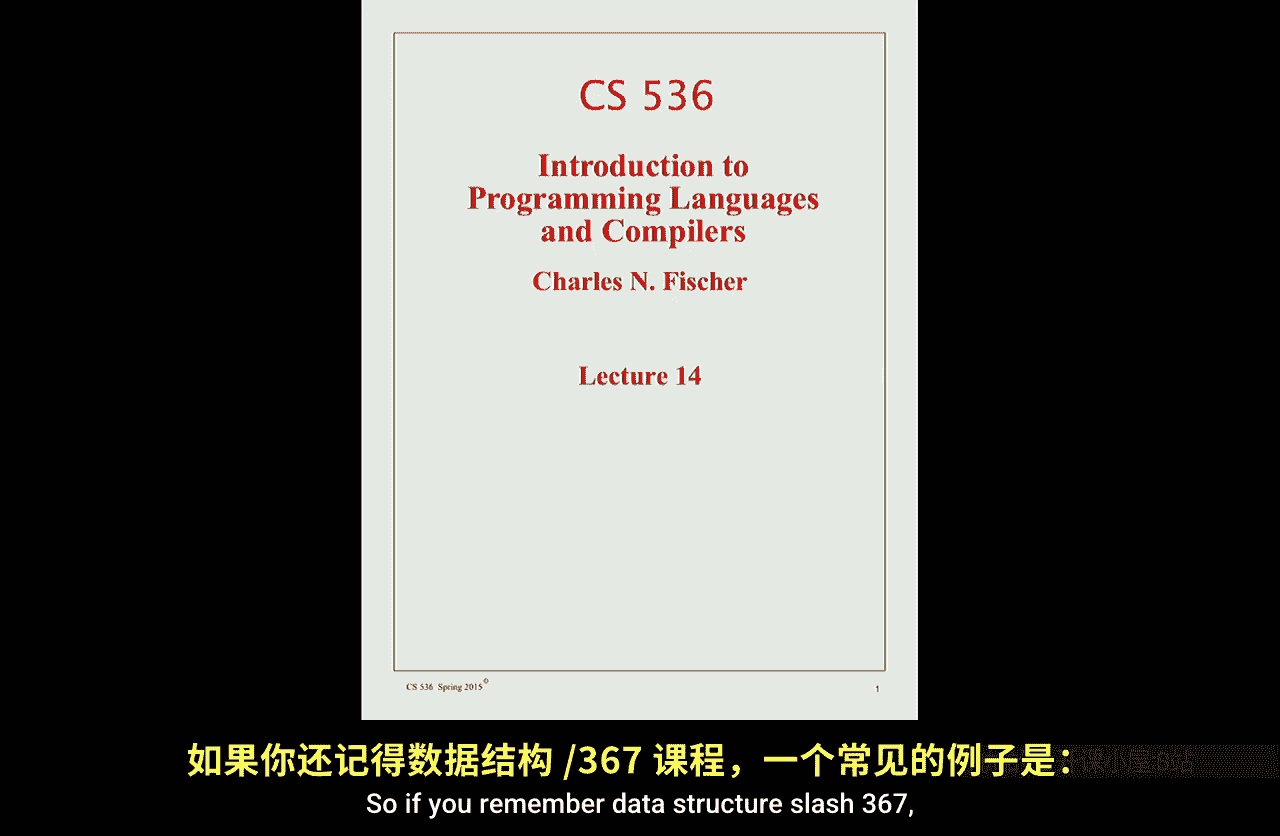 CS 536
Introduction to
Programming Languages
and Compilers
Charles N. Fischer
Lecture 14
CS 536 Spring 2015©
1
如果你还记得数据结构 /367 课程，一个常见的例子是：
So if you remember data structure slash 367,